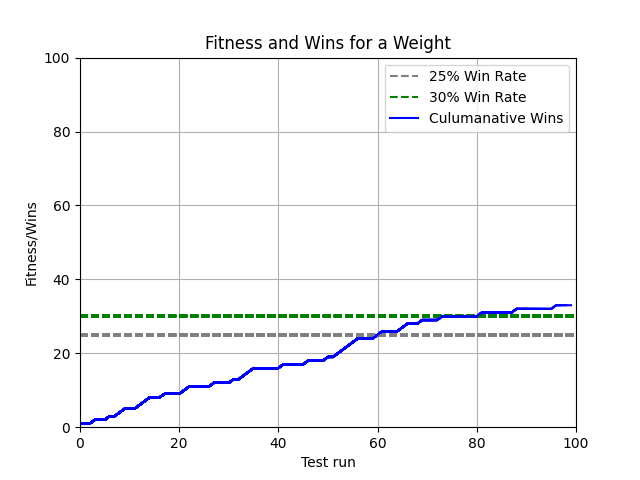 Fitness and Wins for a Weight
100
80
60
40
20
0
Fitness/Wins
25% Win Rate
30% Win Rate
Culumanative Wins
0 20 40 60 80 100
Test run